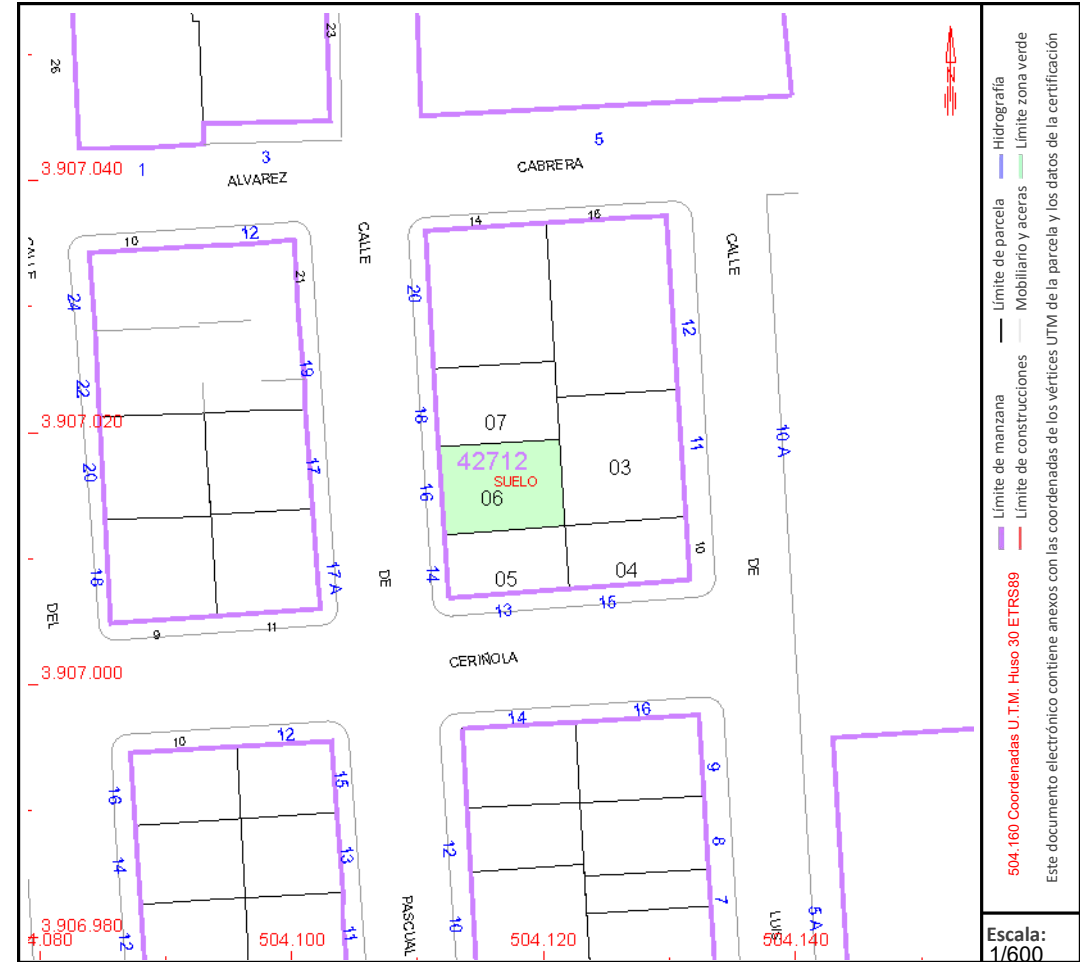 23
26
5
3.907.040
1
3
ALVAREZ
CABRERA
14
16
10
12
CALLE
CALLE
CALLE
21
24
20
12
19
22
18
3.907.020
07
11
10 A
42712
SUELO
06
03
20
17
16
18
17 A
DE
14
05
04
10
DE
DEL
13
15
9
11
CERIÑOLA
3.907.000
14
16
10
12
16
15
9
14
13
12
8
12
11
10
7
PASCUAL
LUIS
5 A
3.906.980
4.080
504.100
504.120
504.140
Límite de manzana
Límite de parcela
Hidrografía
Límite de construcciones
Mobiliario y aceras
Límite zona verde
504.160 Coordenadas U.T.M. Huso 30 ETRS89
Este documento electrónico contiene anexos con las coordenadas de los vértices UTM de la parcela y los datos de la certificación
Escala:
1/600